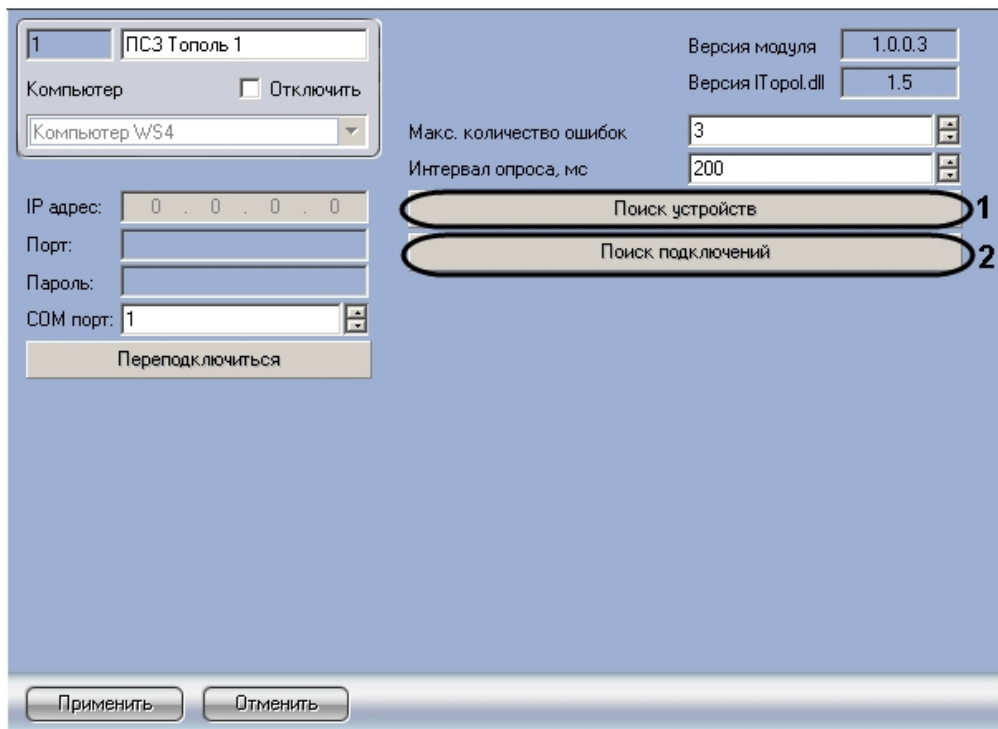 1
ПСЗ Тополь 1
Компьютер
Отключить
Компьютер WS4
IP адрес: 0 . 0 . 0 . 0
Порт:
Пароль:
COM порт: 1
Переподключиться
Версия модуля 1.0.0.3
Версия ITopol.dll 1.5
Макс. количество ошибок 3
Интервал опроса, мс 200
Поиск устройств 1
Поиск подключений 2
Применить
Отменить